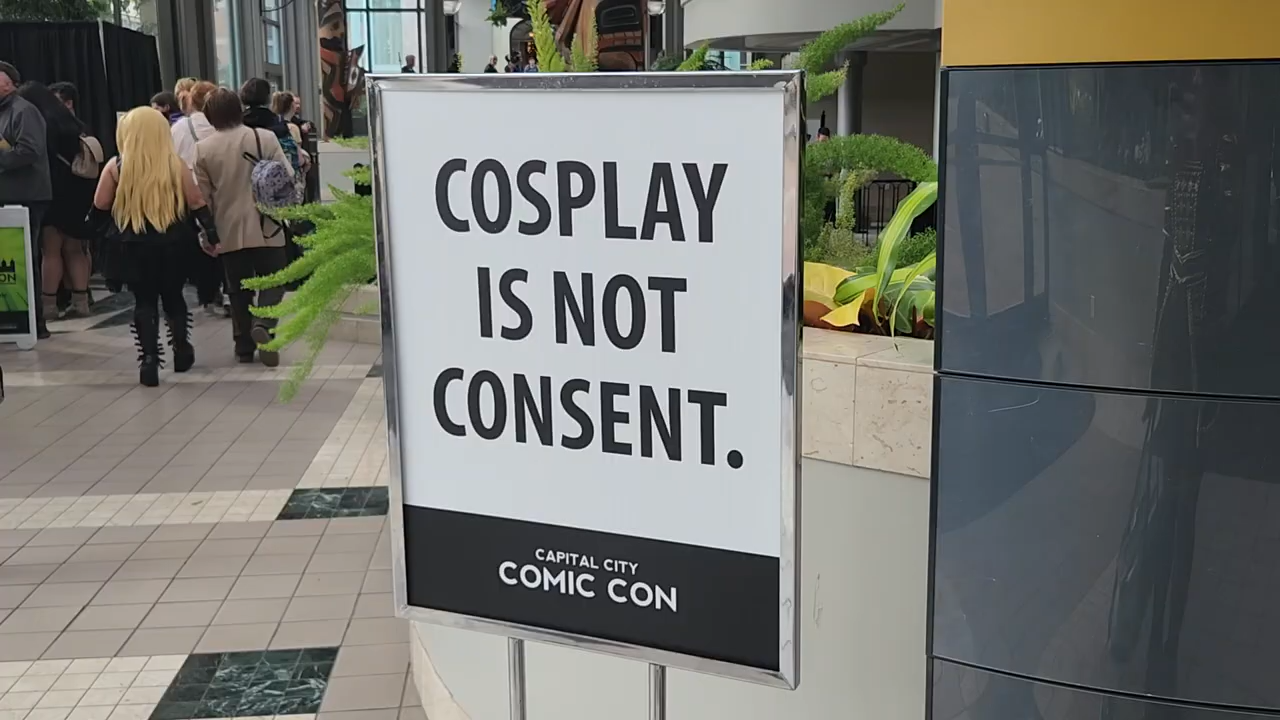 COSPLAY
IS NOT
CONSENT.
CAPITAL CITY
COMIC CON